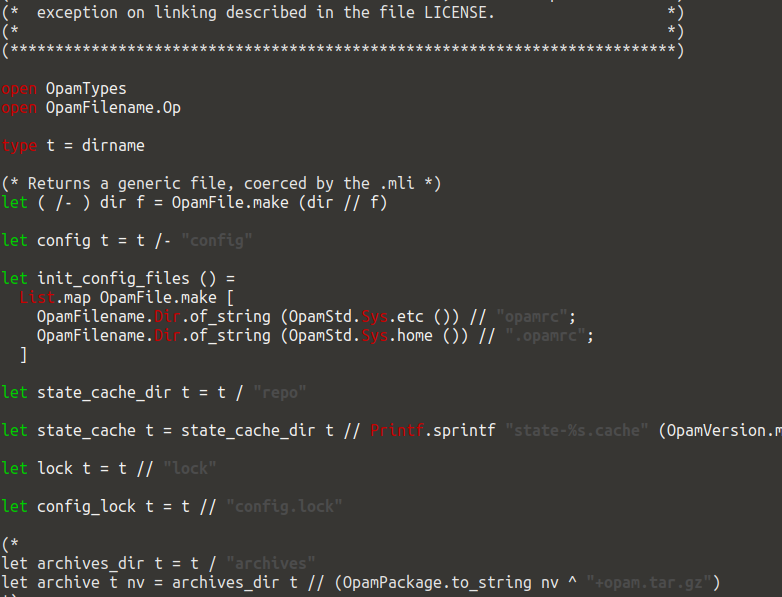 (*  exception on linking described in the file LICENSE.                   *)
(*                                                                        *)
(**************************************************************************)
open OpamTypes
open OpamFilename.Op
type t = dirname
(* Returns a generic file, coerced by the .mli *)
let ( /- ) dir f = OpamFile.make (dir // f)
let config t = t /- "config"
let init_config_files () =
  List.map OpamFile.make [
    OpamFilename.Dir.of_string (OpamStd.Sys.etc ()) // "opamrc";
    OpamFilename.Dir.of_string (OpamStd.Sys.home ()) // ".opamrc";
  ]
let state_cache_dir t = t / "repo"
let state_cache t = state_cache_dir t // Printf.sprintf "state-%s.cache" (OpamVersion.m
let lock t = t // "lock"
let config_lock t = t // "config.lock"
(*
let archives_dir t = t / "archives"
let archive t nv = archives_dir t // (OpamPackage.to_string nv ^ "+opam.tar.gz")